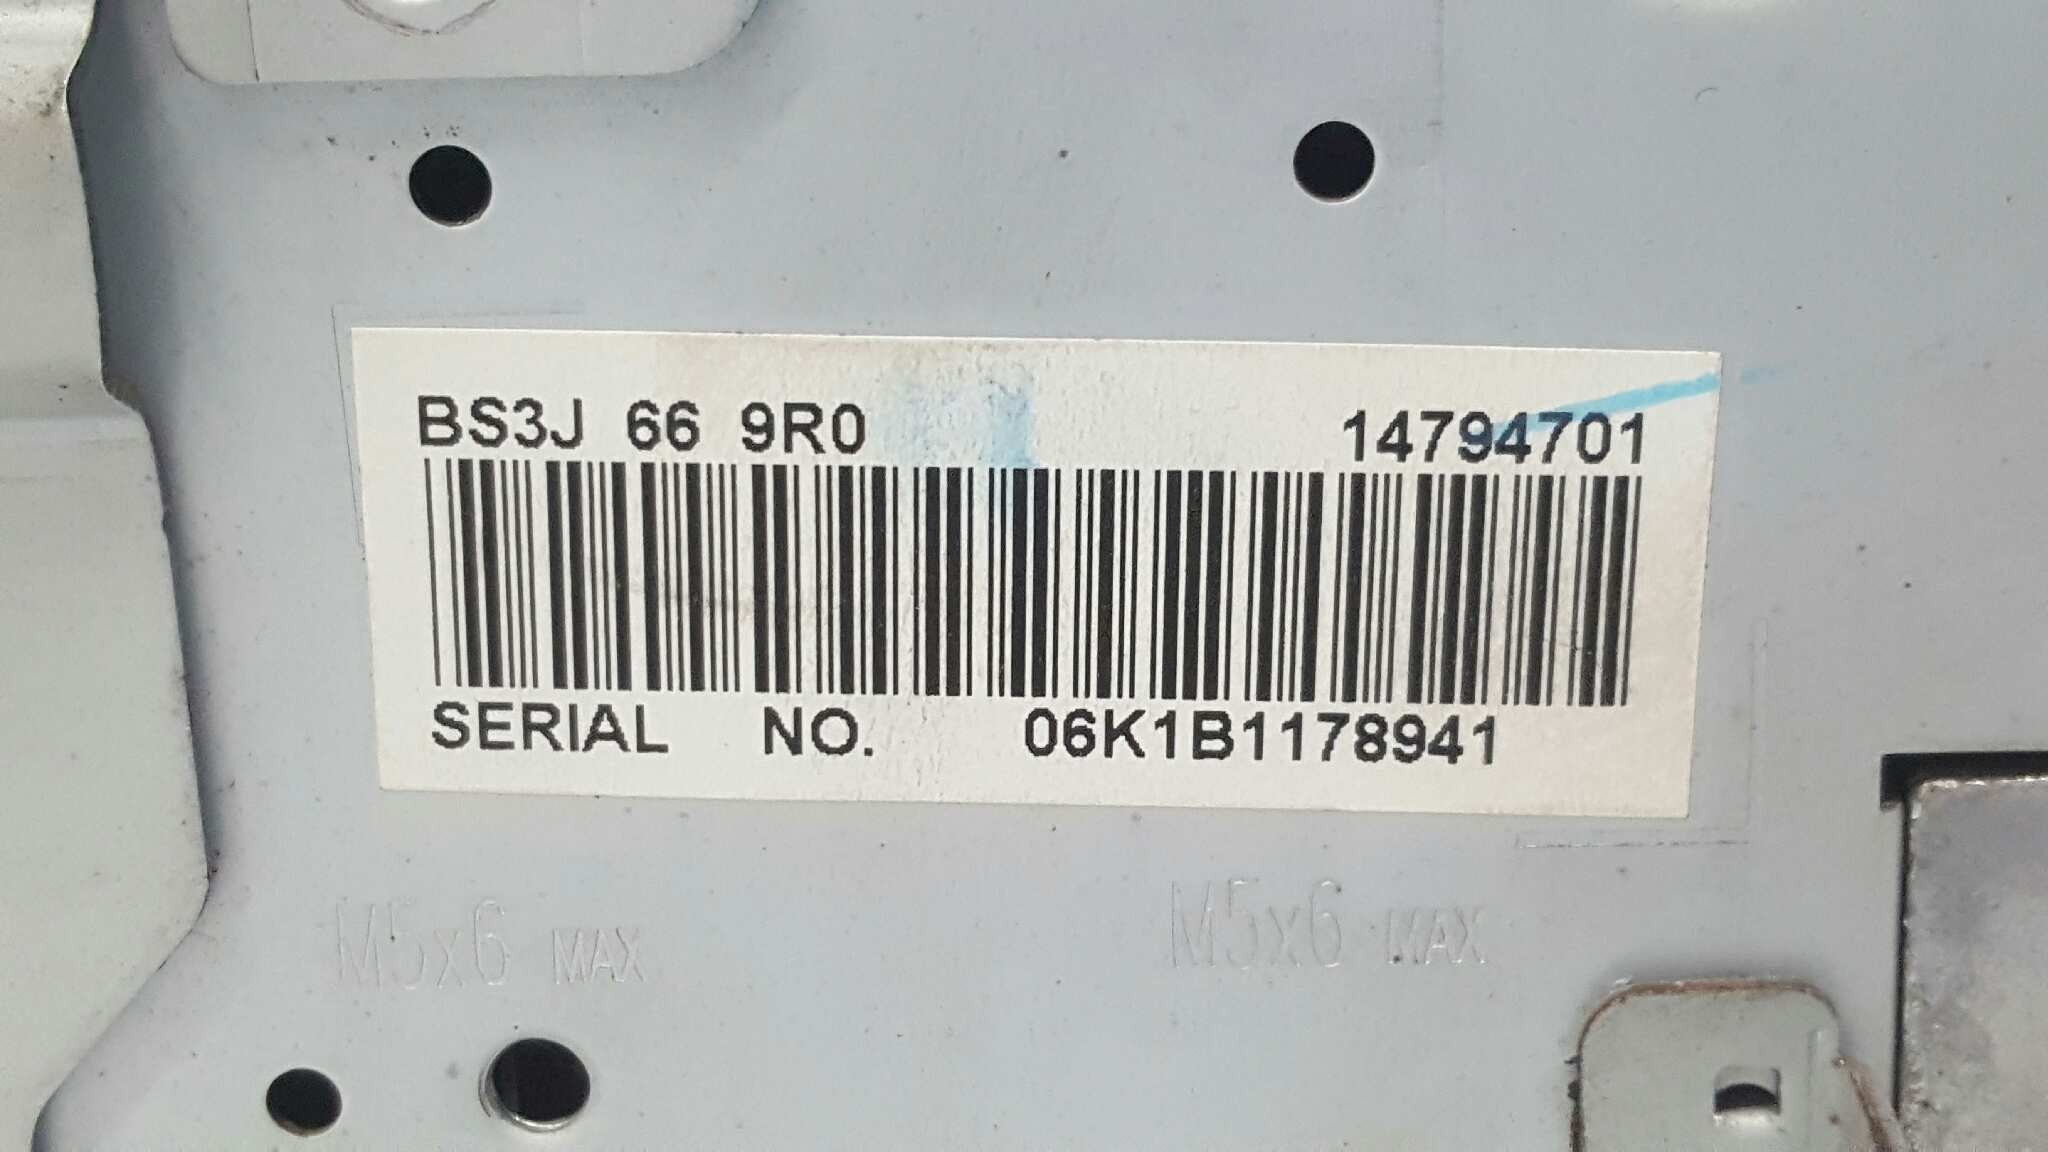 BS3J 66 9R0 14794701
SERIAL NO. 06K1B1178941
M5x6 MAX M5x6 MAX